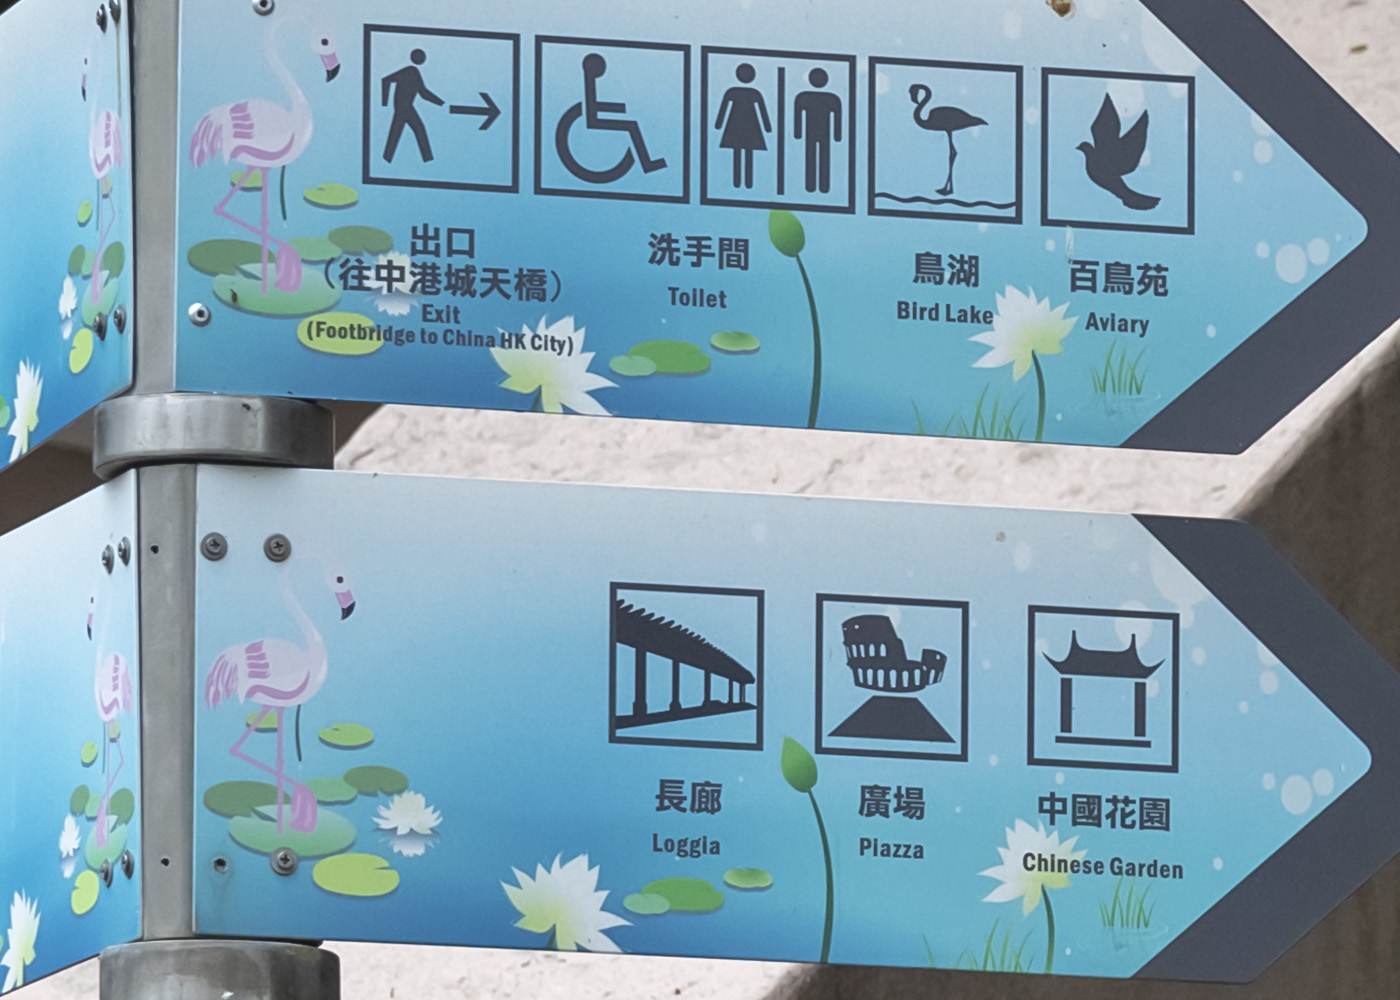 出口
（往中港城天橋）
Exit
(Footbridge to China HK City)
洗手間
Toilet
鳥湖
Bird Lake
百鳥苑
Aviary
長廊
Loggia
廣場
Piazza
中國花園
Chinese Garden